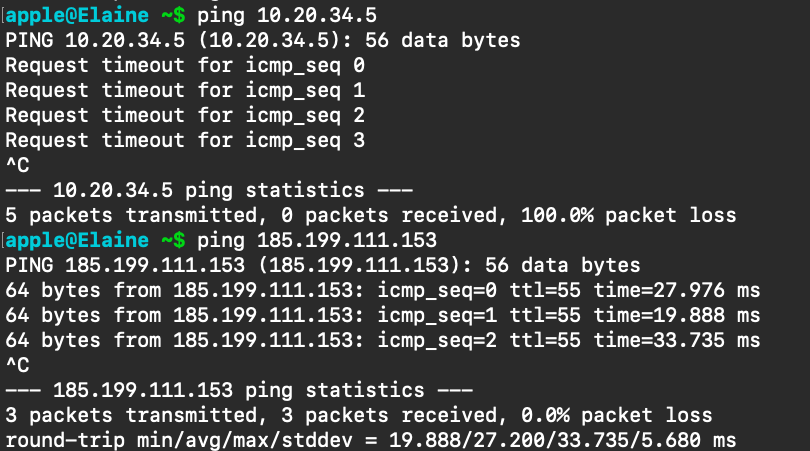 [apple@Elaine ~$ ping 10.20.34.5
PING 10.20.34.5 (10.20.34.5): 56 data bytes
Request timeout for icmp_seq 0
Request timeout for icmp_seq 1
Request timeout for icmp_seq 2
Request timeout for icmp_seq 3
^C
--- 10.20.34.5 ping statistics ---
5 packets transmitted, 0 packets received, 100.0% packet loss
[apple@Elaine ~$ ping 185.199.111.153
PING 185.199.111.153 (185.199.111.153): 56 data bytes
64 bytes from 185.199.111.153: icmp_seq=0 ttl=55 time=27.976 ms
64 bytes from 185.199.111.153: icmp_seq=1 ttl=55 time=19.888 ms
64 bytes from 185.199.111.153: icmp_seq=2 ttl=55 time=33.735 ms
^C
--- 185.199.111.153 ping statistics ---
3 packets transmitted, 3 packets received, 0.0% packet loss
round-trip min/avg/max/stddev = 19.888/27.200/33.735/5.680 ms